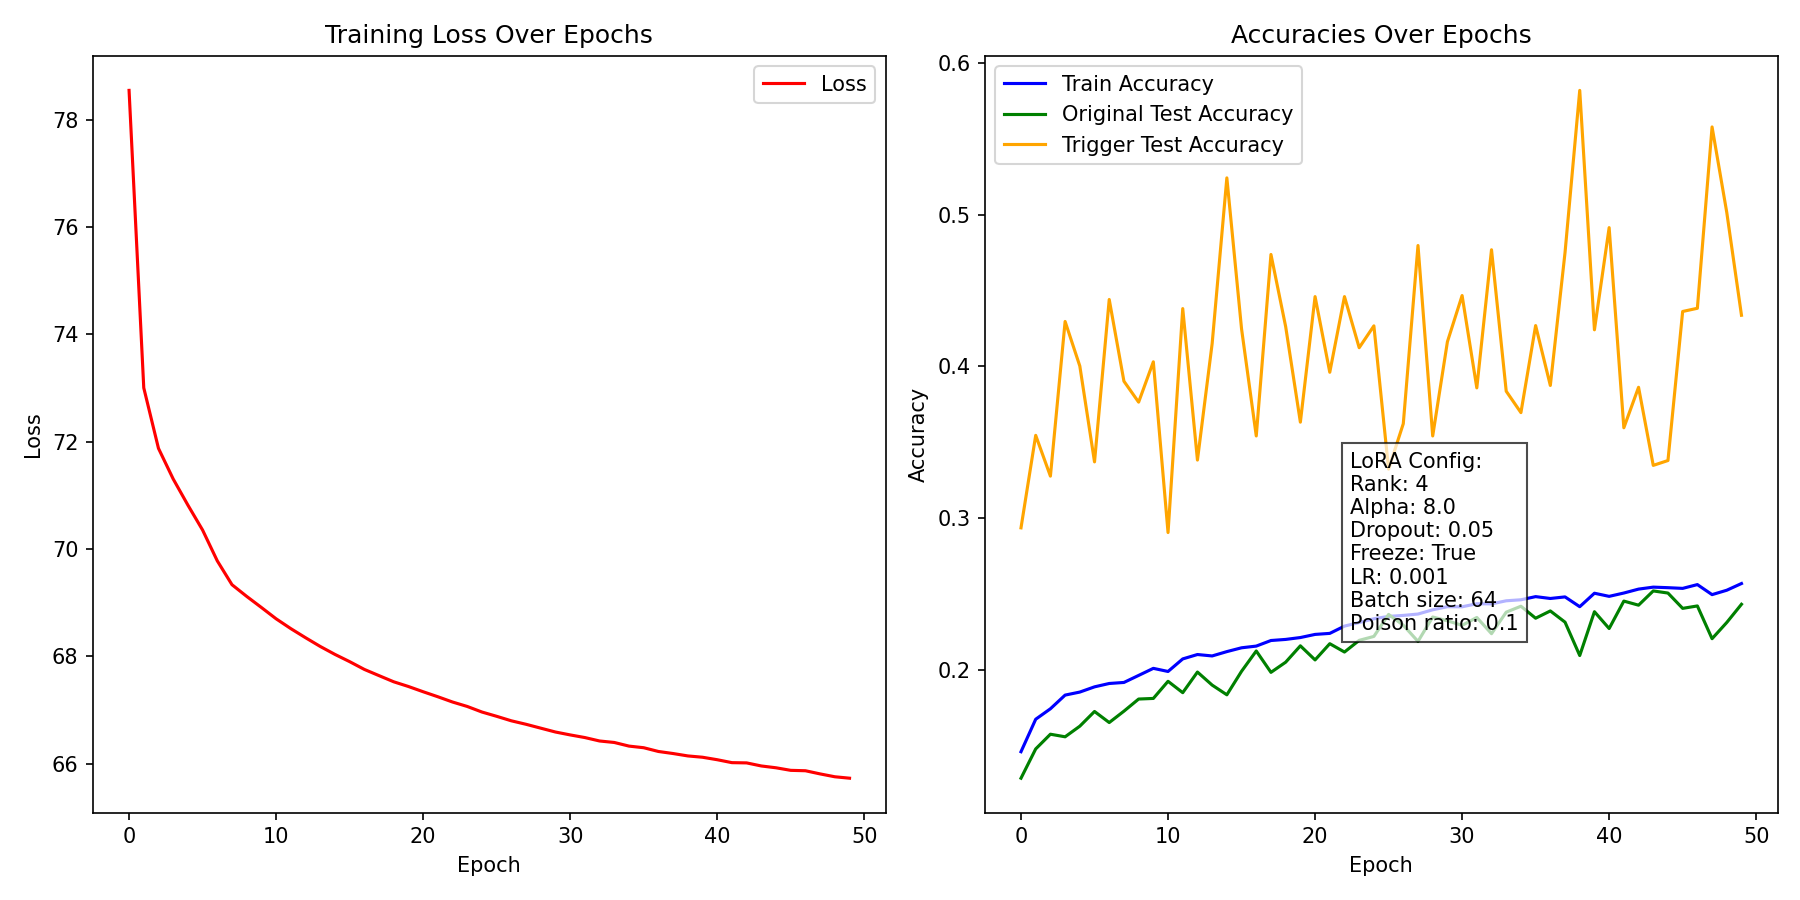 Training Loss Over Epochs
Loss
78
76
74
72
70
68
66
Loss
0 10 20 30 40 50
Epoch
Accuracies Over Epochs
Train Accuracy
Original Test Accuracy
Trigger Test Accuracy
0.6
0.5
0.4
0.3
0.2
Accuracy
LoRA Config:
Rank: 4
Alpha: 8.0
Dropout: 0.05
Freeze: True
LR: 0.001
Batch size: 64
Poison ratio: 0.1
0 10 20 30 40 50
Epoch